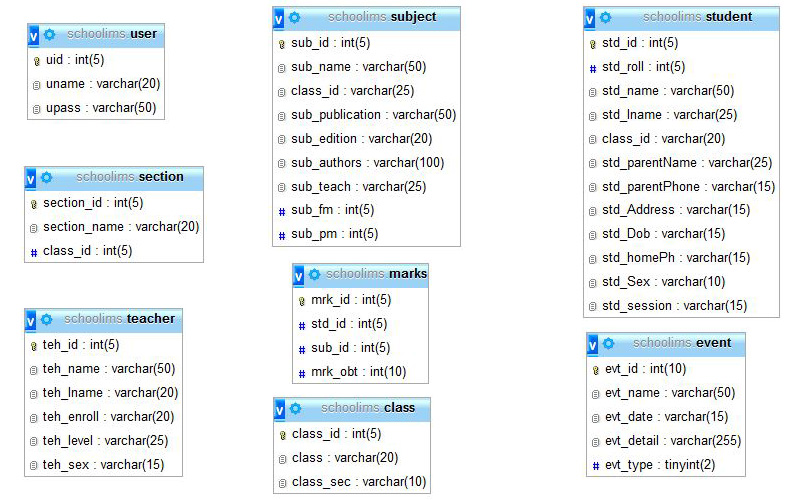 v schoolims.user
uid : int(5)
uname : varchar(20)
upass : varchar(50)
v schoolims.section
section_id : int(5)
section_name : varchar(20)
# class_id : int(5)
v schoolims.teacher
teh_id : int(5)
teh_name : varchar(50)
teh_lname : varchar(20)
teh_enroll : varchar(20)
teh_level : varchar(25)
teh_sex : varchar(15)
v schoolims.subject
sub_id : int(5)
sub_name : varchar(50)
class_id : varchar(25)
sub_publication : varchar(50)
sub_edition : varchar(20)
sub_authors : varchar(100)
sub_teach : varchar(25)
# sub_fm : int(5)
# sub_pm : int(5)
v schoolims.marks
mrk_id : int(5)
# std_id : int(5)
# sub_id : int(5)
# mrk_obt : int(10)
v schoolims.class
class_id : int(5)
class : varchar(20)
class_sec : varchar(10)
v schoolims.student
std_id : int(5)
# std_roll : int(5)
std_name : varchar(50)
std_lname : varchar(25)
class_id : varchar(20)
std_parentName : varchar(25)
std_parentPhone : varchar(15)
std_Address : varchar(15)
std_Dob : varchar(15)
std_homePh : varchar(15)
std_Sex : varchar(10)
std_session : varchar(15)
v schoolims.event
evt_id : int(10)
evt_name : varchar(50)
evt_date : varchar(15)
evt_detail : varchar(255)
# evt_type : tinyint(2)